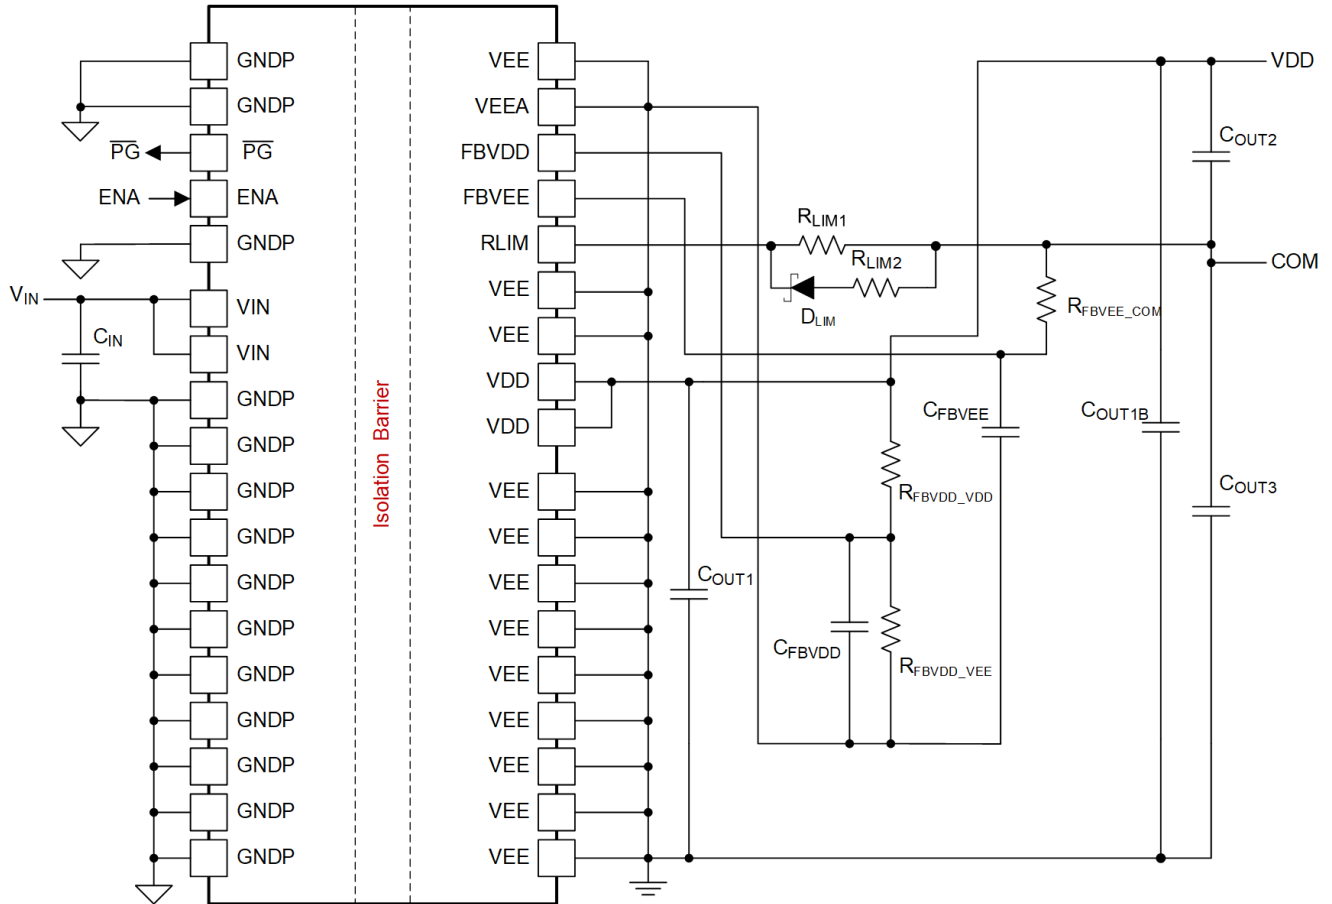 GNDP
VEE
VDD
GNDP
VEEA
COUT2
PG
PG
FBVDD
ENA
ENA
FBVEE
RLIM1
GNDP
RLIM
RLIM2
COM
VIN
VIN
VEE
DLIM
RFBVEE_COM
CIN
VIN
VEE
GNDP
VDD
CFBVEE
COUT1B
GNDP
VDD
Isolation Barrier
GNDP
VEE
RFBVDD_VDD
COUT3
GNDP
VEE
GNDP
VEE
COUT1
GNDP
VEE
CFBVDD
RFBVDD_VEE
GNDP
VEE
GNDP
VEE
GNDP
VEE
GNDP
VEE
GNDP
VEE